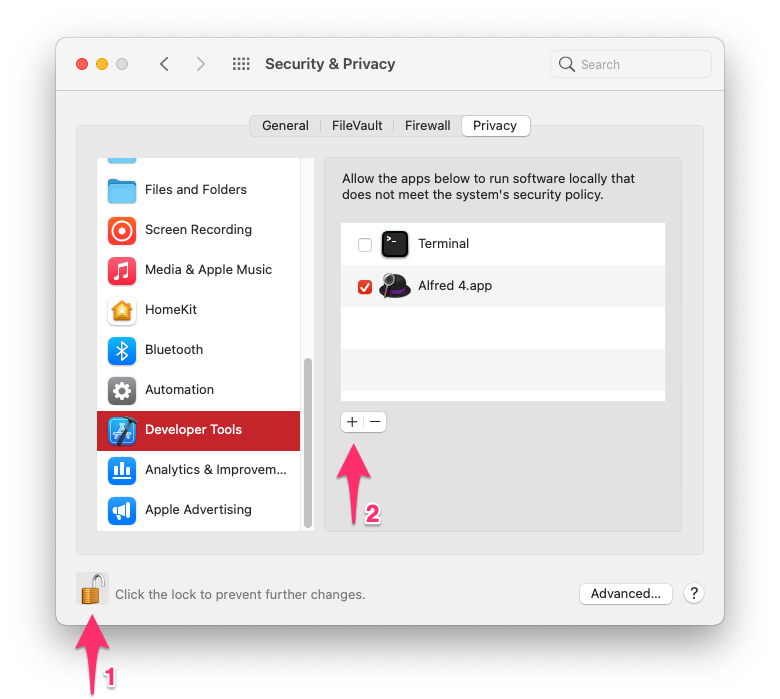 Security & Privacy
Search
General
FileVault
Firewall
Privacy
Files and Folders
Screen Recording
Media & Apple Music
HomeKit
Bluetooth
Automation
Developer Tools
Analytics & Improvem...
Apple Advertising
Allow the apps below to run software locally that
does not meet the system's security policy.
>-
Terminal
Alfred 4.app
+ −
2
Click the lock to prevent further changes.
Advanced...
?
1